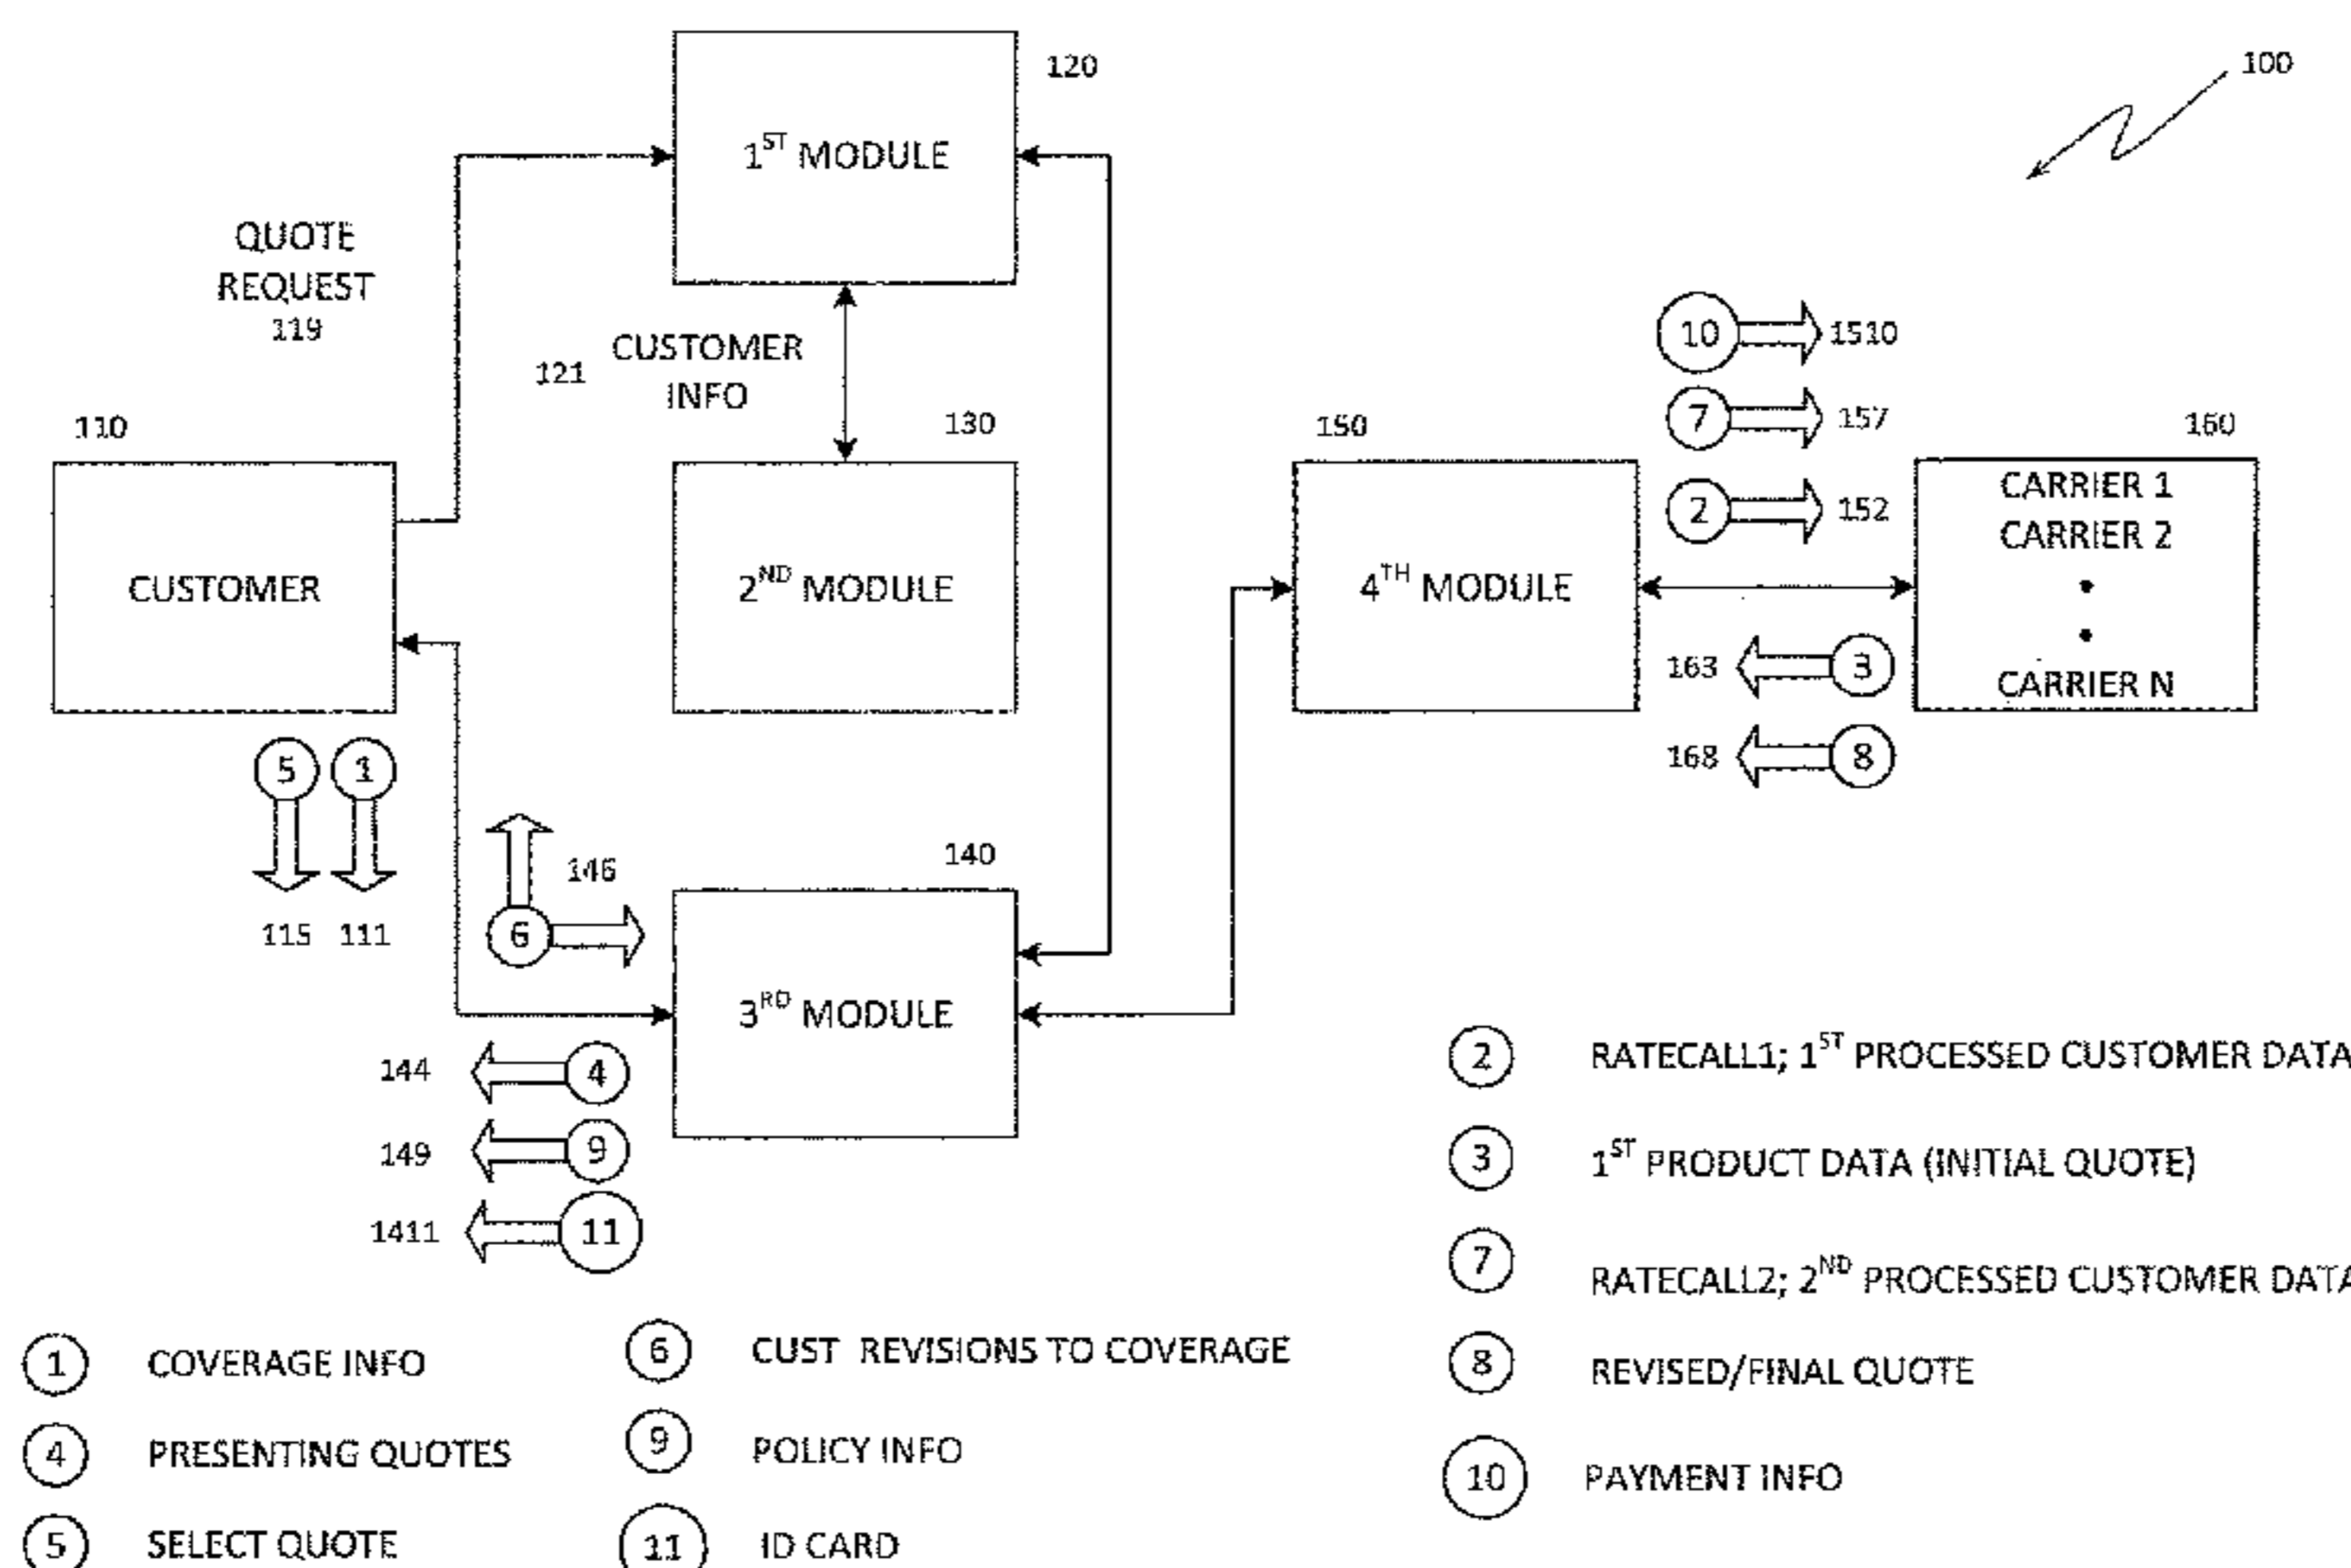 120
100
1ST MODULE
QUOTE
REQUEST
119
121
CUSTOMER
INFO
10
1510
7
157
2
152
110
130
150
160
CUSTOMER
2ND MODULE
4TH MODULE
CARRIER 1
CARRIER 2
•
•
CARRIER N
163
3
168
8
5
1
115
111
146
6
140
3RD MODULE
144
4
149
9
1411
11
2 RATECALL1; 1ST PROCESSED CUSTOMER DATA
3 1ST PRODUCT DATA (INITIAL QUOTE)
7 RATECALL2; 2ND PROCESSED CUSTOMER DATA
8 REVISED/FINAL QUOTE
10 PAYMENT INFO
1 COVERAGE INFO
4 PRESENTING QUOTES
5 SELECT QUOTE
6 CUST REVISIONS TO COVERAGE
9 POLICY INFO
11 ID CARD